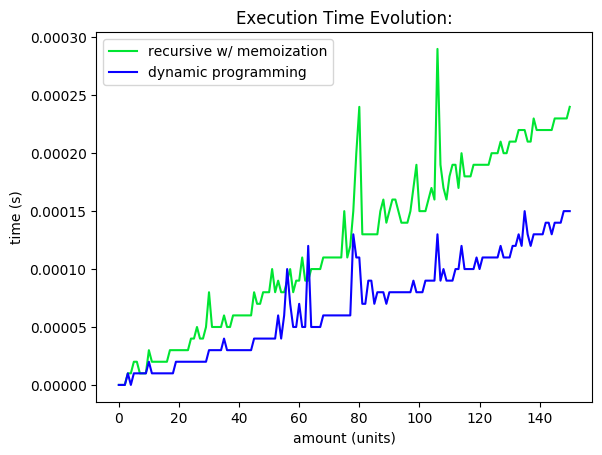 Execution Time Evolution:
recursive w/ memoization
dynamic programming
0.00030
0.00025
0.00020
0.00015
0.00010
0.00005
0.00000
time (s)
0 20 40 60 80 100 120 140
amount (units)